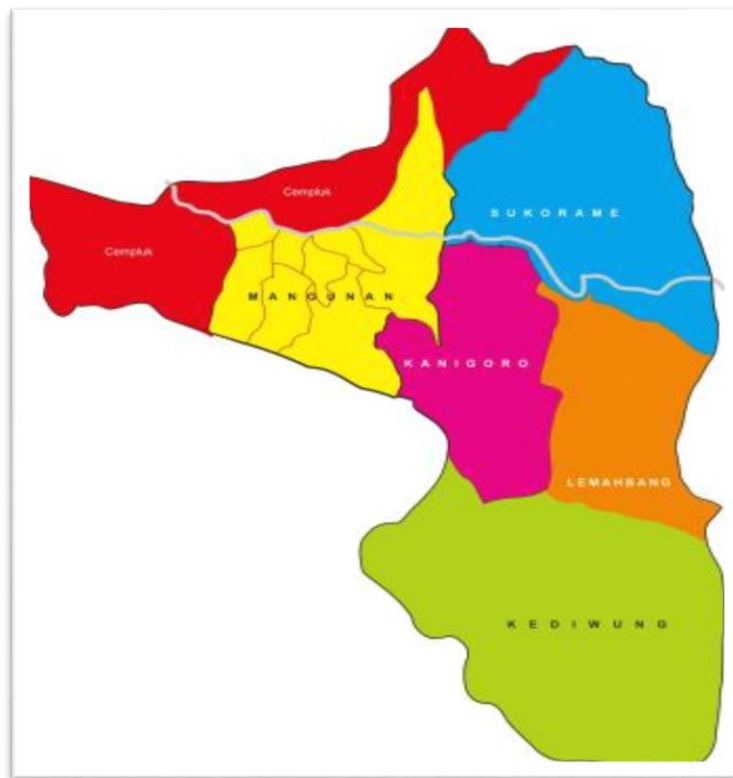 Cempluk
SUKORAME
Cempluk
MANGUNAN
KANIGORO
LEMAHBANG
KEDIWUNG